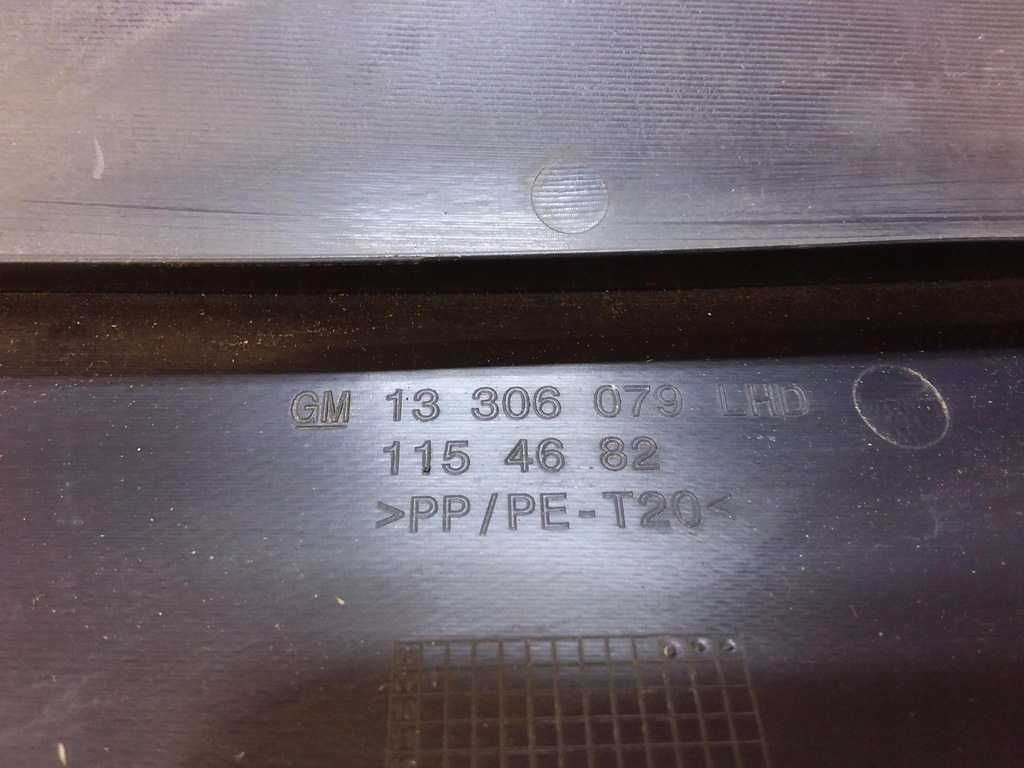 GM 13 306 079 LHD
115 46 82
>PP/PE-T20<